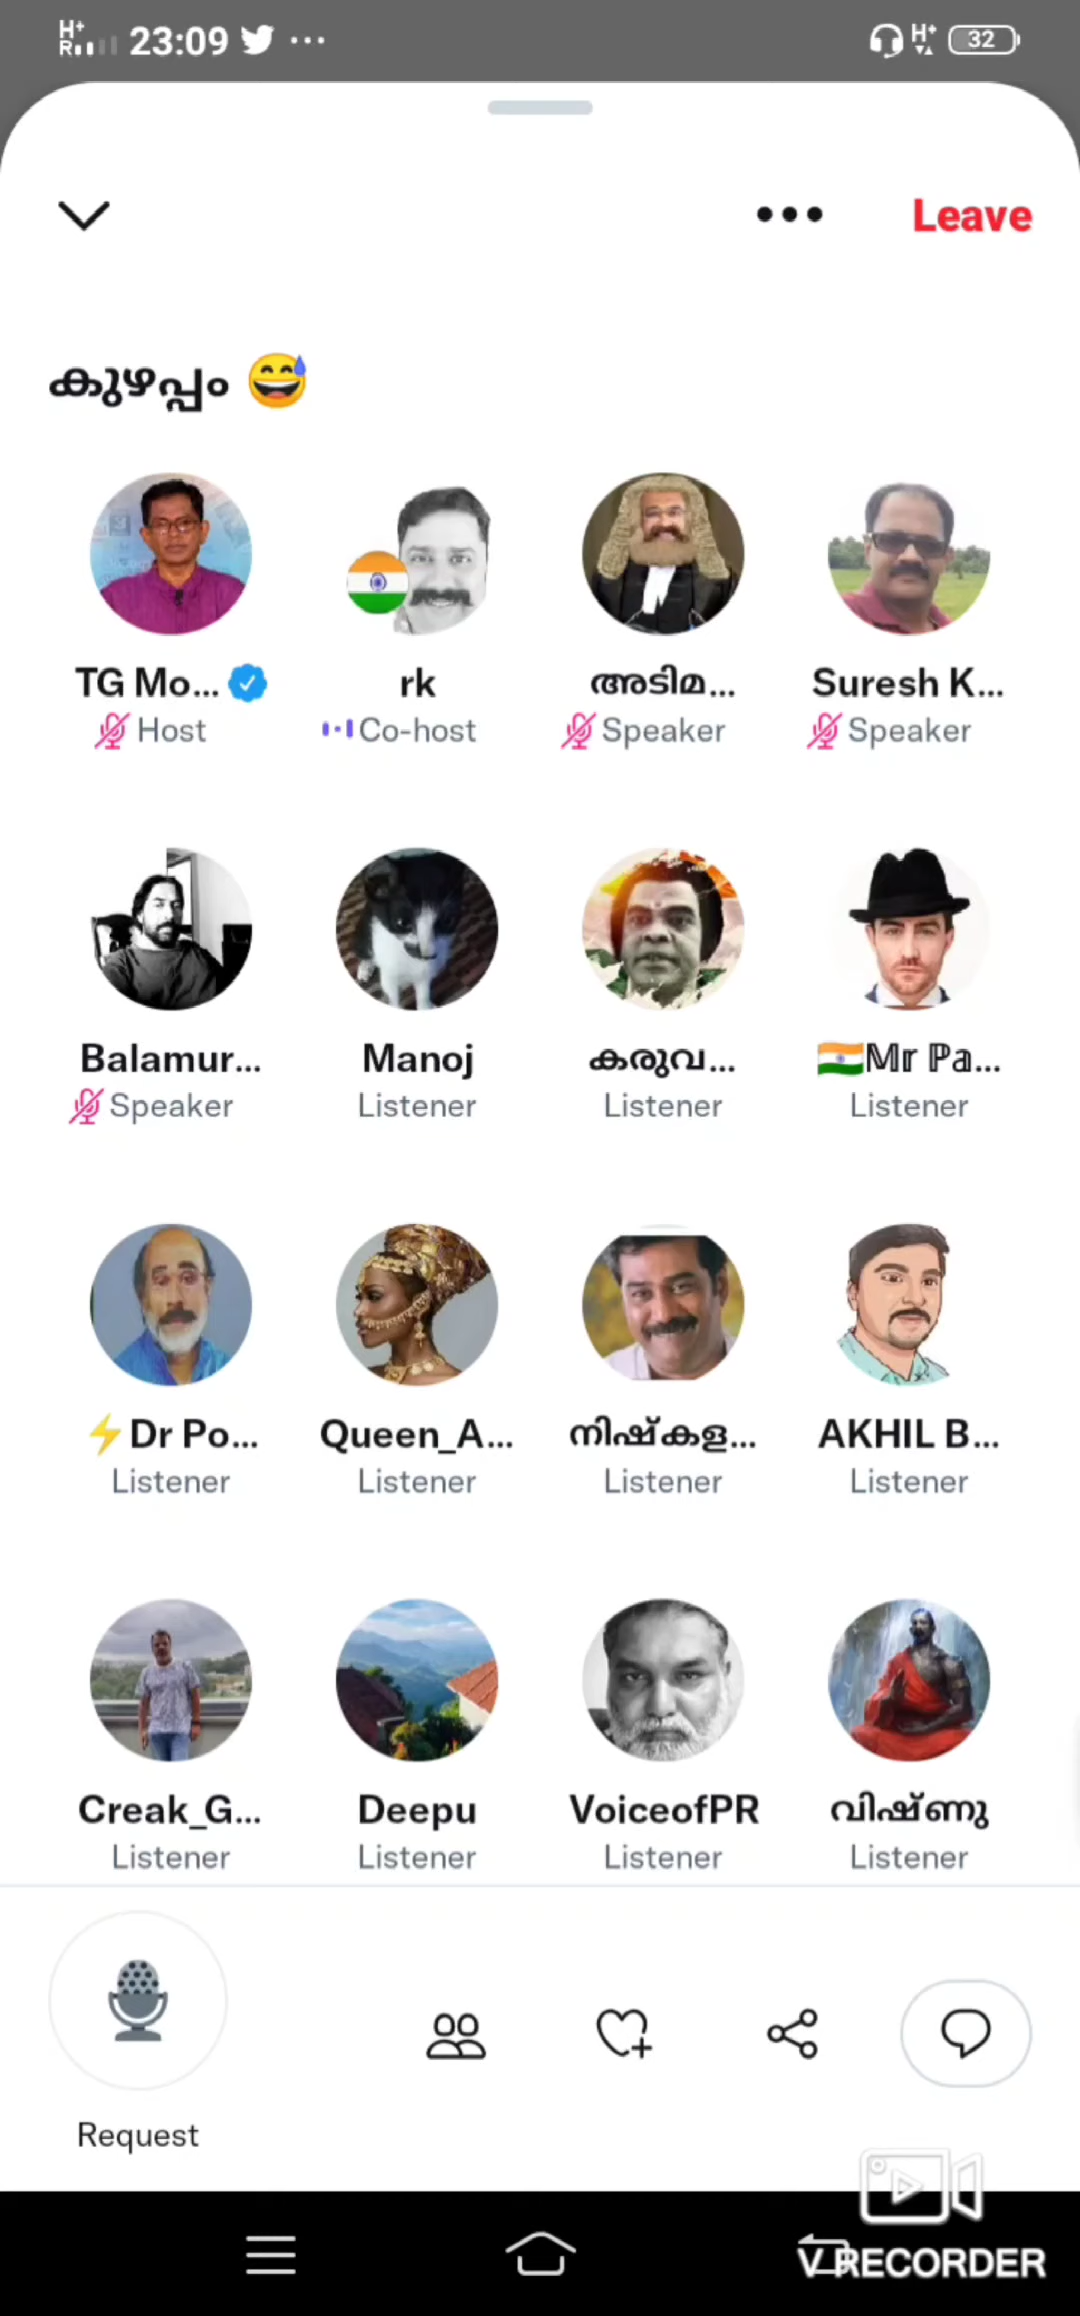 H+ R 23:09 ... H+ 32
Leave
കുഴപ്പം 😅
TG Mo... rk അടിമ... Suresh K...
Host Co-host Speaker Speaker
Balamur... Manoj കരുവ... 🇮🇳Mr Pa...
Speaker Listener Listener Listener
⚡Dr Po... Queen_A... നിഷ്കള... AKHIL B...
Listener Listener Listener Listener
Creak_G... Deepu VoiceofPR വിഷ്ണു
Listener Listener Listener Listener
Request
V RECORDER